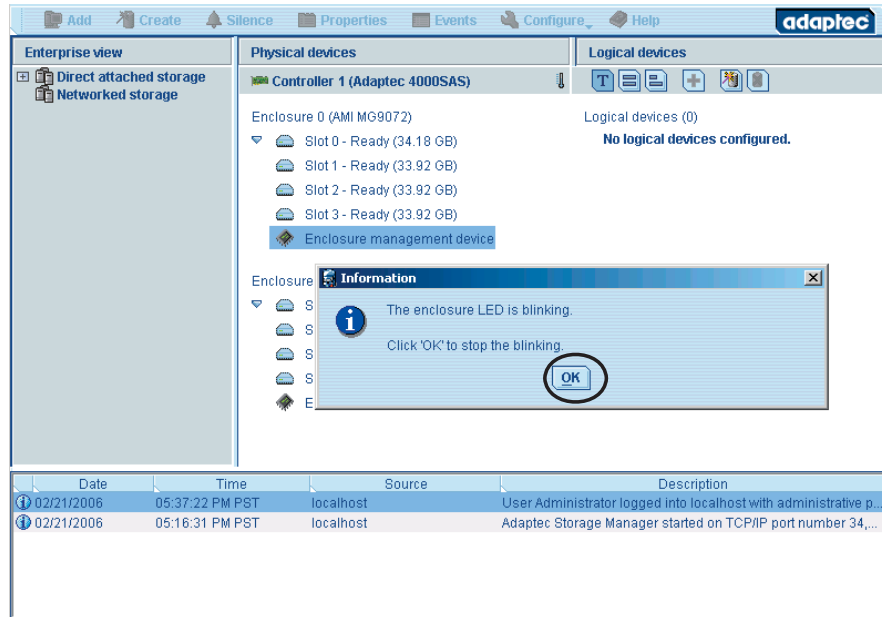 Add Create Silence Properties Events Configure Help adaptec
Enterprise view
Direct attached storage
Networked storage
Physical devices
Controller 1 (Adaptec 4000SAS)
Enclosure 0 (AMI MG9072)
Slot 0 - Ready (34.18 GB)
Slot 1 - Ready (33.92 GB)
Slot 2 - Ready (33.92 GB)
Slot 3 - Ready (33.92 GB)
Enclosure management device
Enclosure
S
S
S
S
E
Logical devices
T
Logical devices (0)
No logical devices configured.
Information
The enclosure LED is blinking.
Click 'OK' to stop the blinking.
OK
Date Time Source Description
02/21/2006 05:37:22 PM PST localhost User Administrator logged into localhost with administrative p...
02/21/2006 05:16:31 PM PST localhost Adaptec Storage Manager started on TCP/IP port number 34,...